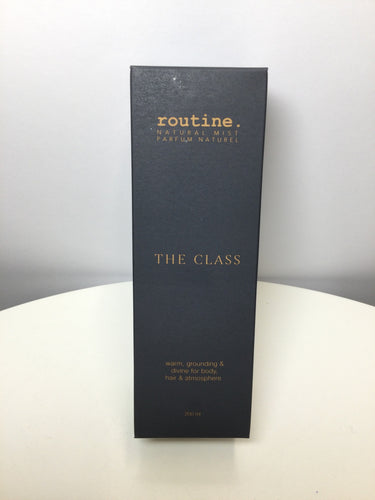 routine.
NATURAL MIST
PARFUM NATUREL
THE CLASS
warm, grounding &
divine for body,
hair & atmosphere